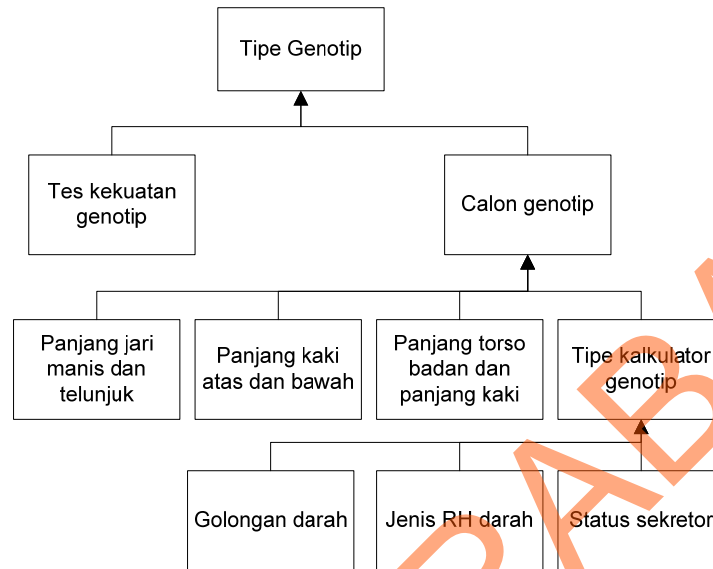 Tipe Genotip
Tes kekuatan
genotip
Calon genotip
Panjang jari
manis dan
telunjuk
Panjang kaki
atas dan bawah
Panjang torso
badan dan
panjang kaki
Tipe kalkulator
genotip
Golongan darah
Jenis RH darah
Status sekretor